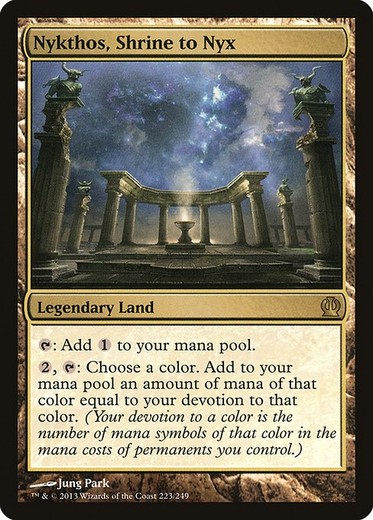 Nykthos, Shrine to Nyx
Legendary Land
: Add 1 to your mana pool.
2, : Choose a color. Add to your
mana pool an amount of mana of that
color equal to your devotion to that
color. (Your devotion to a color is the
number of mana symbols of that color in the
mana costs of permanents you control.)
Jung Park
™ & © 2013 Wizards of the Coast 223/249